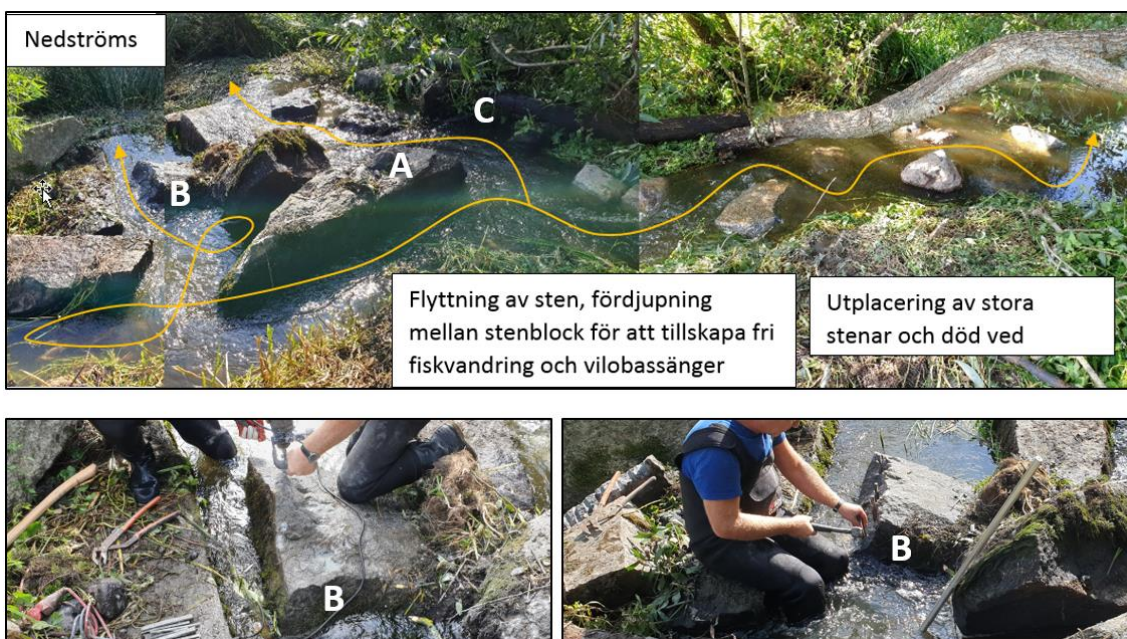 Nedströms
C
A
B
Flyttning av sten, fördjupning
mellan stenblock för att tillskapa fri
fiskvandring och vilobassänger
Utplacering av stora
stenar och död ved
B
B